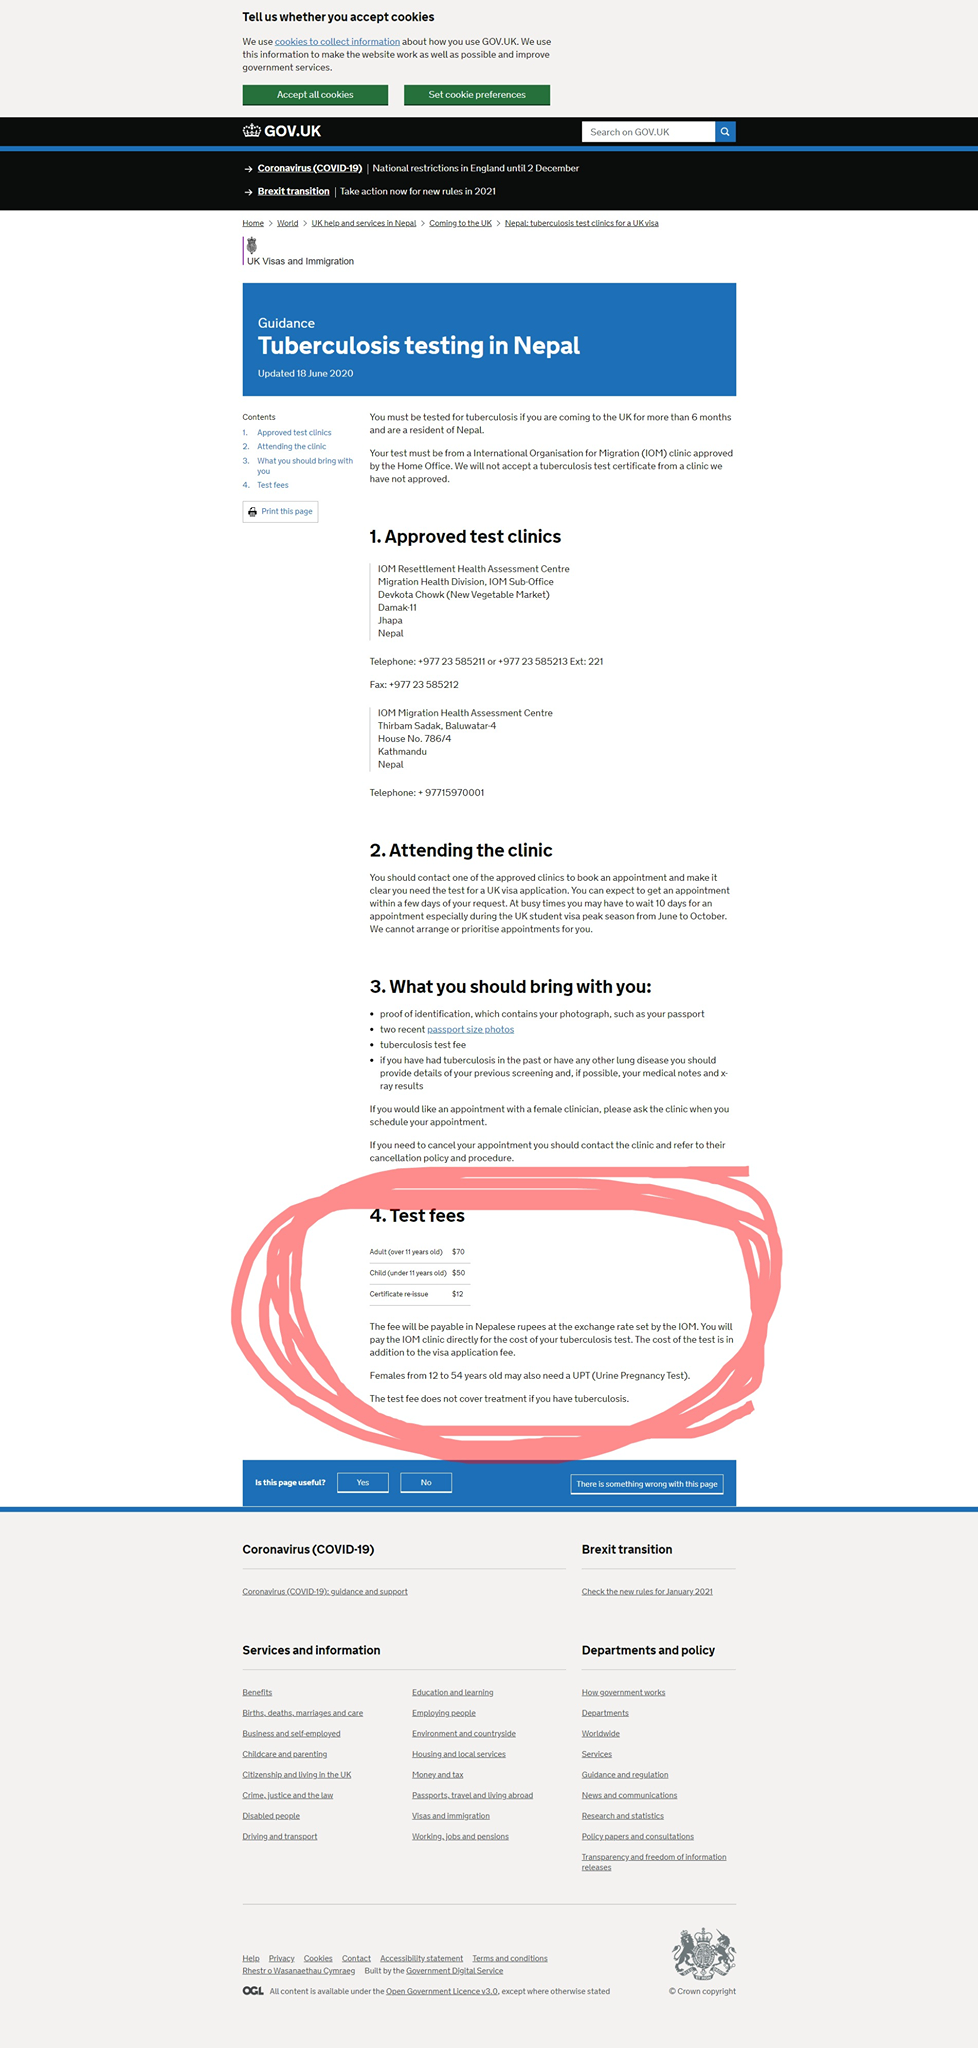 Tell us whether you accept cookies
We use cookies to collect information about how you use GOV.UK. We use
this information to make the website work as well as possible and improve
government services.
Accept all cookies
Set cookie preferences
GOV.UK
Search on GOV.UK
→ Coronavirus (COVID-19) | National restrictions in England until 2 December
→ Brexit transition | Take action now for new rules in 2021
Home > World > UK help and services in Nepal > Coming to the UK > Nepal: tuberculosis test clinics for a UK visa
UK Visas and Immigration
Guidance
Tuberculosis testing in Nepal
Updated 18 June 2020
Contents
1. Approved test clinics
2. Attending the clinic
3. What you should bring with
you
4. Test fees
Print this page
You must be tested for tuberculosis if you are coming to the UK for more than 6 months
and are a resident of Nepal.
Your test must be from a International Organisation for Migration (IOM) clinic approved
by the Home Office. We will not accept a tuberculosis test certificate from a clinic we
have not approved.
1. Approved test clinics
IOM Resettlement Health Assessment Centre
Migration Health Division, IOM Sub-Office
Devkota Chowk (New Vegetable Market)
Damak-11
Jhapa
Nepal
Telephone: +977 23 585211 or +977 23 585213 Ext: 221
Fax: +977 23 585212
IOM Migration Health Assessment Centre
Thirbam Sadak, Baluwatar-4
House No. 786/4
Kathmandu
Nepal
Telephone: + 97715970001
2. Attending the clinic
You should contact one of the approved clinics to book an appointment and make it
clear you need the test for a UK visa application. You can expect to get an appointment
within a few days of your request. At busy times you may have to wait 10 days for an
appointment especially during the UK student visa peak season from June to October.
We cannot arrange or prioritise appointments for you.
3. What you should bring with you:
• proof of identification, which contains your photograph, such as your passport
• two recent passport size photos
• tuberculosis test fee
• if you have had tuberculosis in the past or have any other lung disease you should
provide details of your previous screening and, if possible, your medical notes and x-
ray results
If you would like an appointment with a female clinician, please ask the clinic when you
schedule your appointment.
If you need to cancel your appointment you should contact the clinic and refer to their
cancellation policy and procedure.
4. Test fees
Adult (over 11 years old) $70
Child (under 11 years old) $50
Certificate re-issue $12
The fee will be payable in Nepalese rupees at the exchange rate set by the IOM. You will
pay the IOM clinic directly for the cost of your tuberculosis test. The cost of the test is in
addition to the visa application fee.
Females from 12 to 54 years old may also need a UPT (Urine Pregnancy Test).
The test fee does not cover treatment if you have tuberculosis.
Is this page useful?
Yes
No
There is something wrong with this page
Coronavirus (COVID-19)
Coronavirus (COVID-19): guidance and support
Brexit transition
Check the new rules for January 2021
Services and information
Benefits
Births, deaths, marriages and care
Business and self-employed
Childcare and parenting
Citizenship and living in the UK
Crime, justice and the law
Disabled people
Driving and transport
Education and learning
Employing people
Environment and countryside
Housing and local services
Money and tax
Passports, travel and living abroad
Visas and immigration
Working, jobs and pensions
Departments and policy
How government works
Departments
Worldwide
Services
Guidance and regulation
News and communications
Research and statistics
Policy papers and consultations
Transparency and freedom of information
releases
Help Privacy Cookies Contact Accessibility statement Terms and conditions
Rhestr o Wasanaethau Cymraeg Built by the Government Digital Service
OGL All content is available under the Open Government Licence v3.0, except where otherwise stated
© Crown copyright